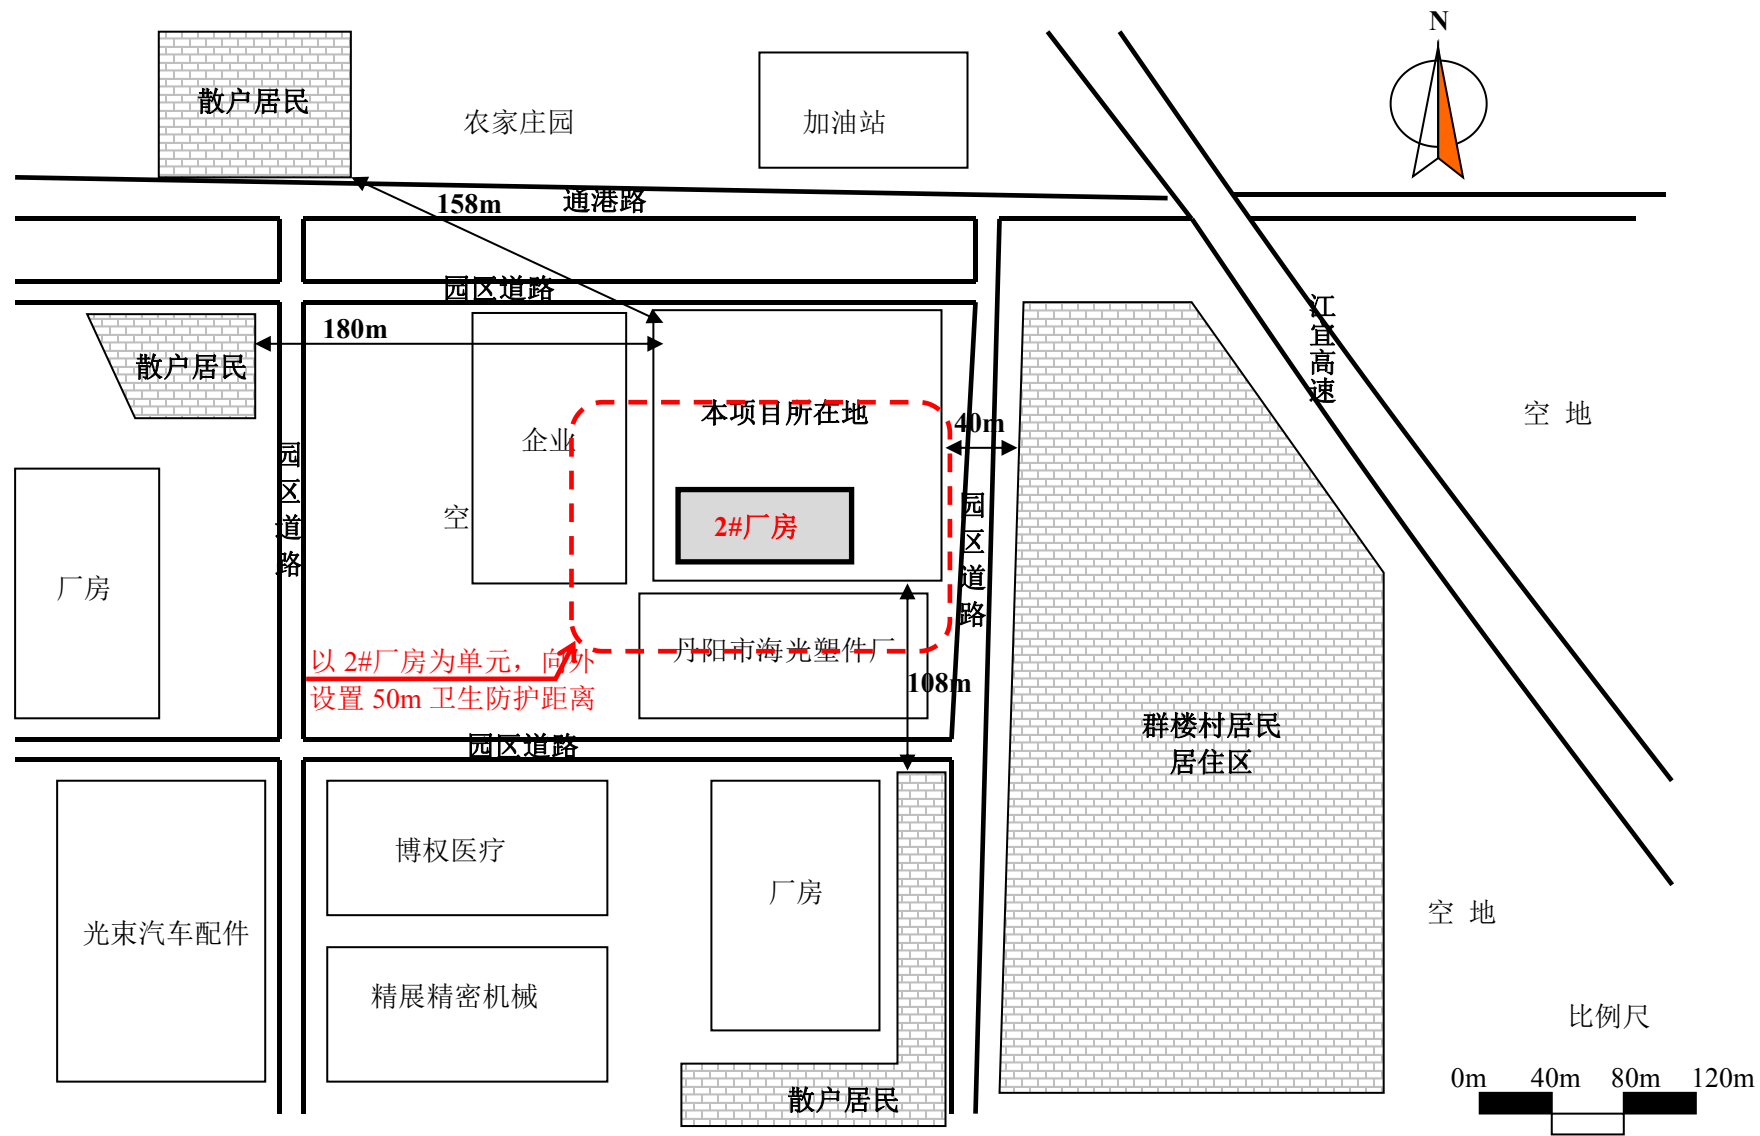 N
散户居民
农家庄园
加油站
158m
通港路
园区道路
180m
散户居民
江宜高速
本项目所在地
40m
空 地
企业
园区道路
空
2#厂房
园区道路
厂房
丹阳市海光塑件厂
以 2#厂房为单元，向外
设置 50m 卫生防护距离
108m
群楼村居民
居住区
园区道路
博权医疗
厂房
空 地
光束汽车配件
精展精密机械
比例尺
散户居民
0m 40m 80m 120m